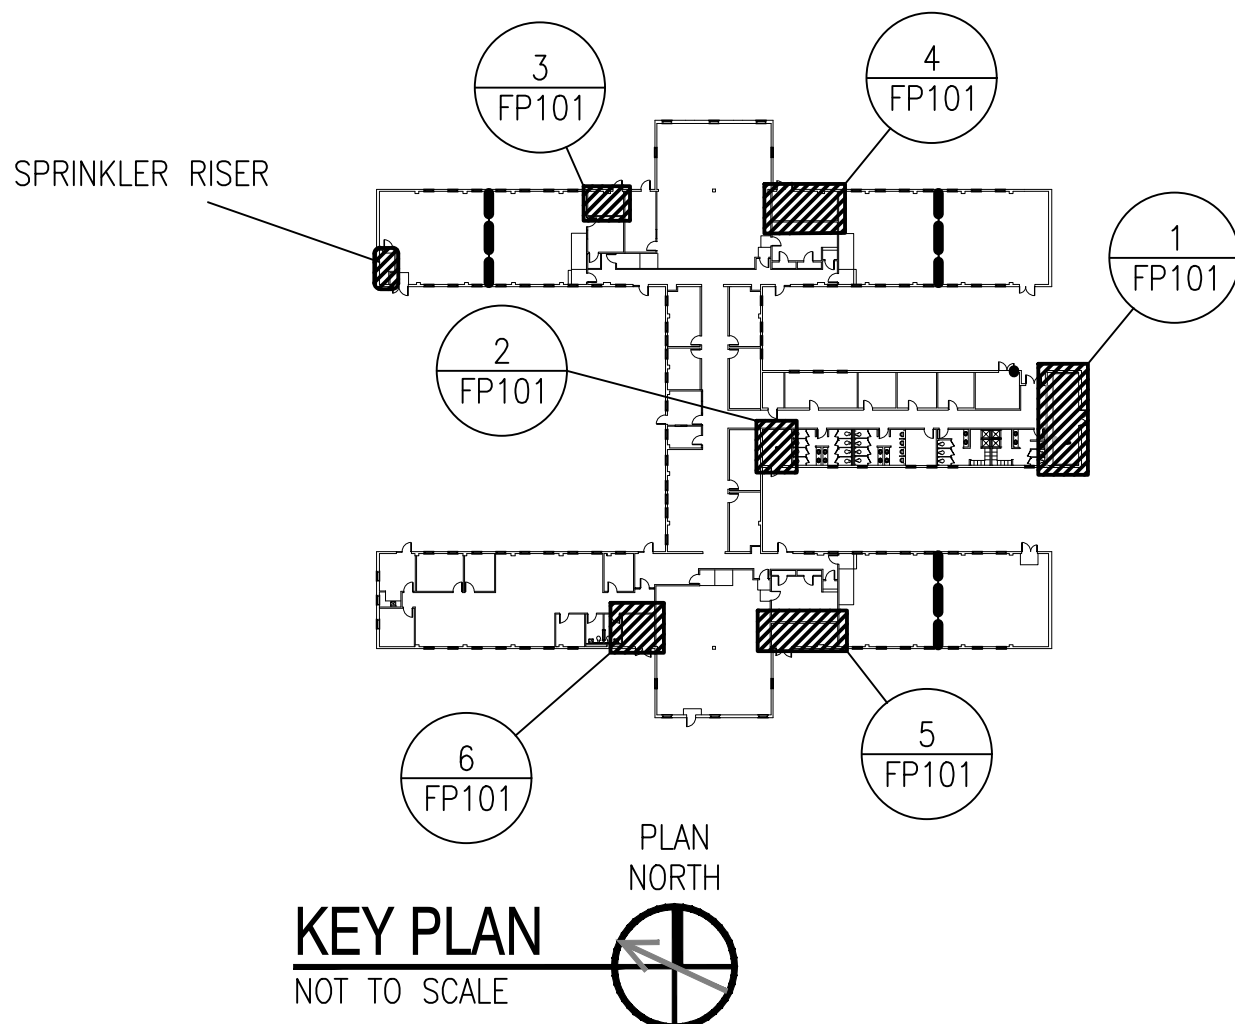 3
FP101
4
FP101
SPRINKLER RISER
1
FP101
2
FP101
5
FP101
6
FP101
PLAN
NORTH
KEY PLAN
NOT TO SCALE